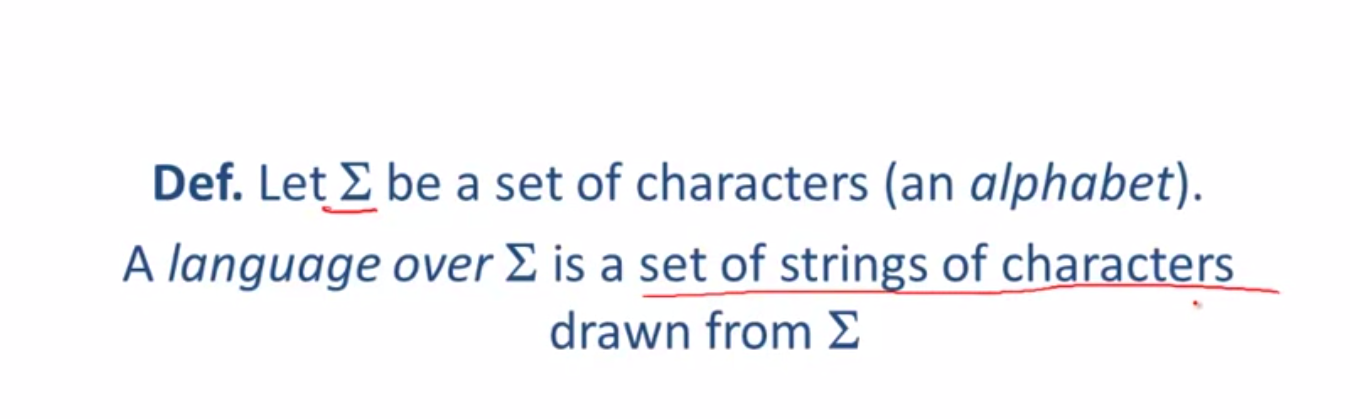 Def. Let Σ be a set of characters (an alphabet).
A language over Σ is a set of strings of characters
drawn from Σ